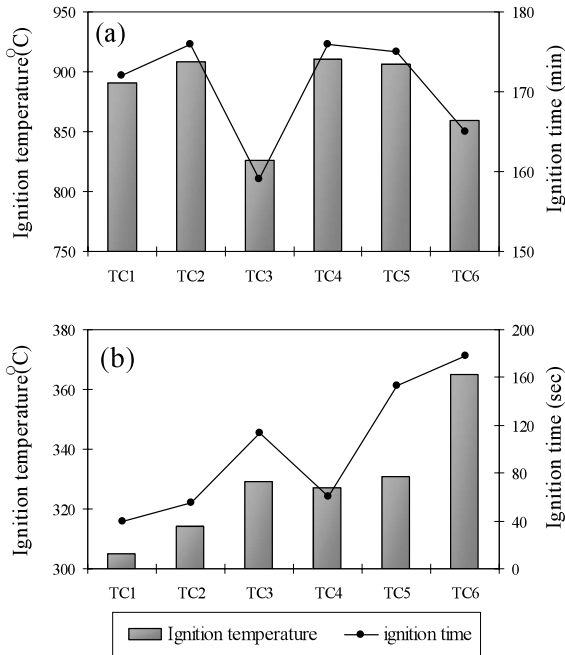 (a)
Ignition temperature(°C)
950
900
850
800
750
180
170
160
150
Ignition time (min)
TC1 TC2 TC3 TC4 TC5 TC6
(b)
Ignition temperature(°C)
380
360
340
320
300
200
160
120
80
40
0
Ignition time (sec)
TC1 TC2 TC3 TC4 TC5 TC6
Ignition temperature ignition time